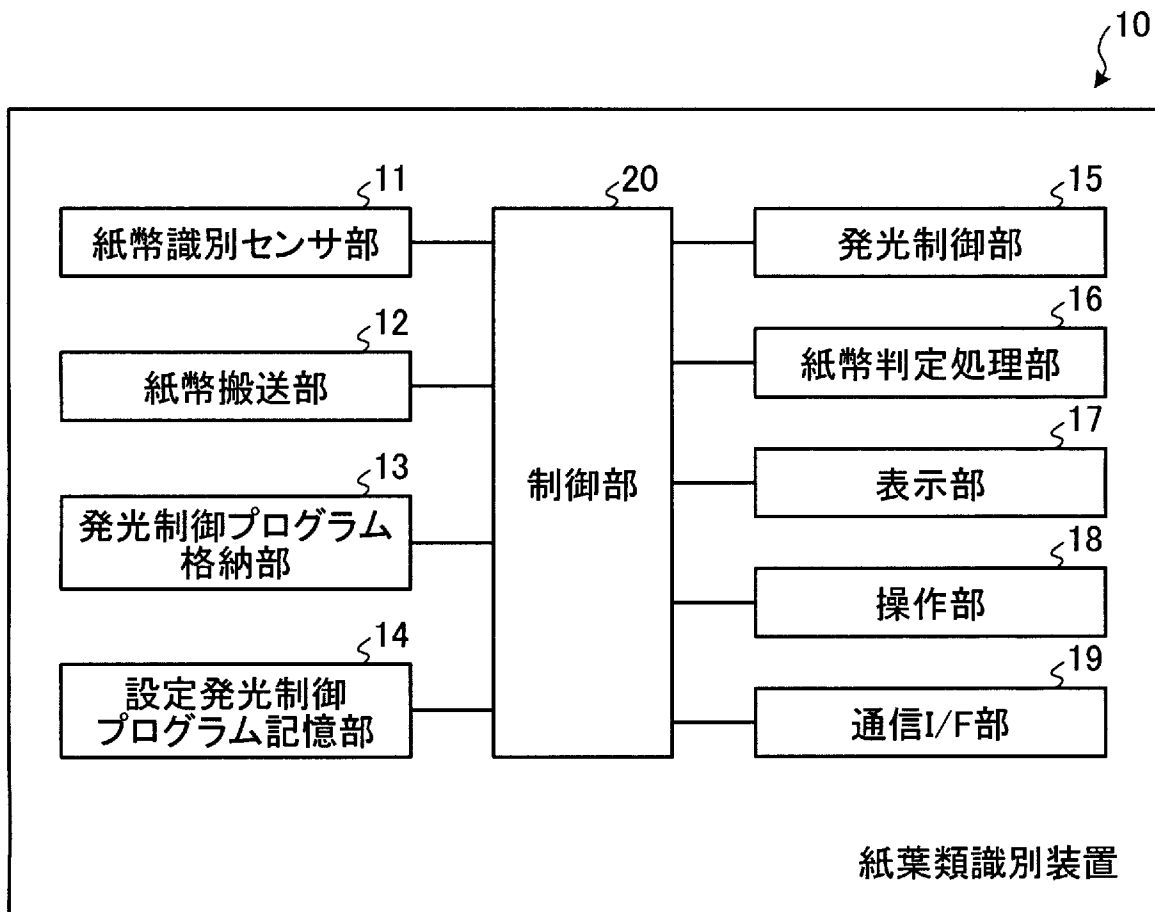 10
11
紙幣識別センサ部
12
紙幣搬送部
13
発光制御プログラム
格納部
14
設定発光制御
プログラム記憶部
20
制御部
15
発光制御部
16
紙幣判定処理部
17
表示部
18
操作部
19
通信I/F部
紙葉類識別装置